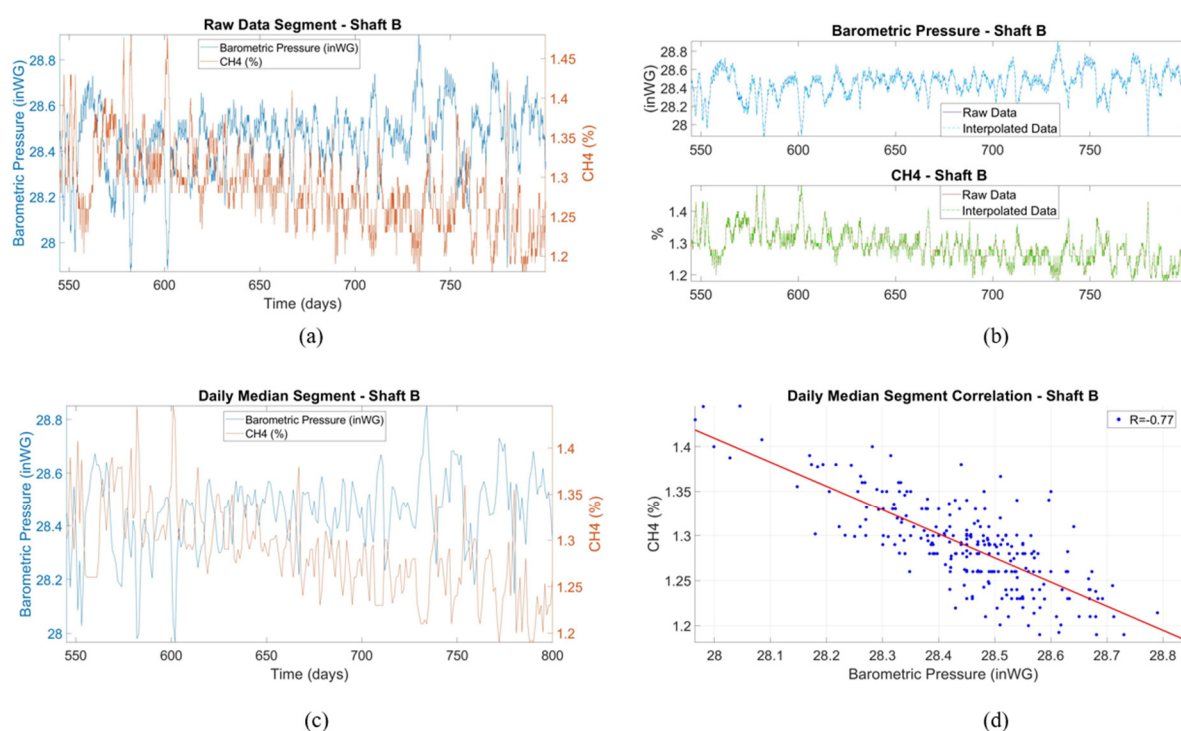 Raw Data Segment - Shaft B
Barometric Pressure (inWG)
CH4 (%)
28.8
28.6
28.4
28.2
28
Barometric Pressure (inWG)
1.45
1.4
1.35
1.3
1.25
1.2
CH4 (%)
550
600
650
700
750
Time (days)
(a)
Barometric Pressure - Shaft B
28.8
28.6
28.4
28.2
28
(inWG)
Raw Data
Interpolated Data
550
600
650
700
750
CH4 - Shaft B
1.4
1.3
1.2
%
Raw Data
Interpolated Data
550
600
650
700
750
(b)
Daily Median Segment - Shaft B
Barometric Pressure (inWG)
CH4 (%)
28.8
28.6
28.4
28.2
28
Barometric Pressure (inWG)
1.4
1.35
1.3
1.25
1.2
CH4 (%)
550
600
650
700
750
800
Time (days)
(c)
Daily Median Segment Correlation - Shaft B
R=-0.77
1.4
1.35
1.3
1.25
1.2
CH4 (%)
28
28.1
28.2
28.3
28.4
28.5
28.6
28.7
28.8
Barometric Pressure (inWG)
(d)